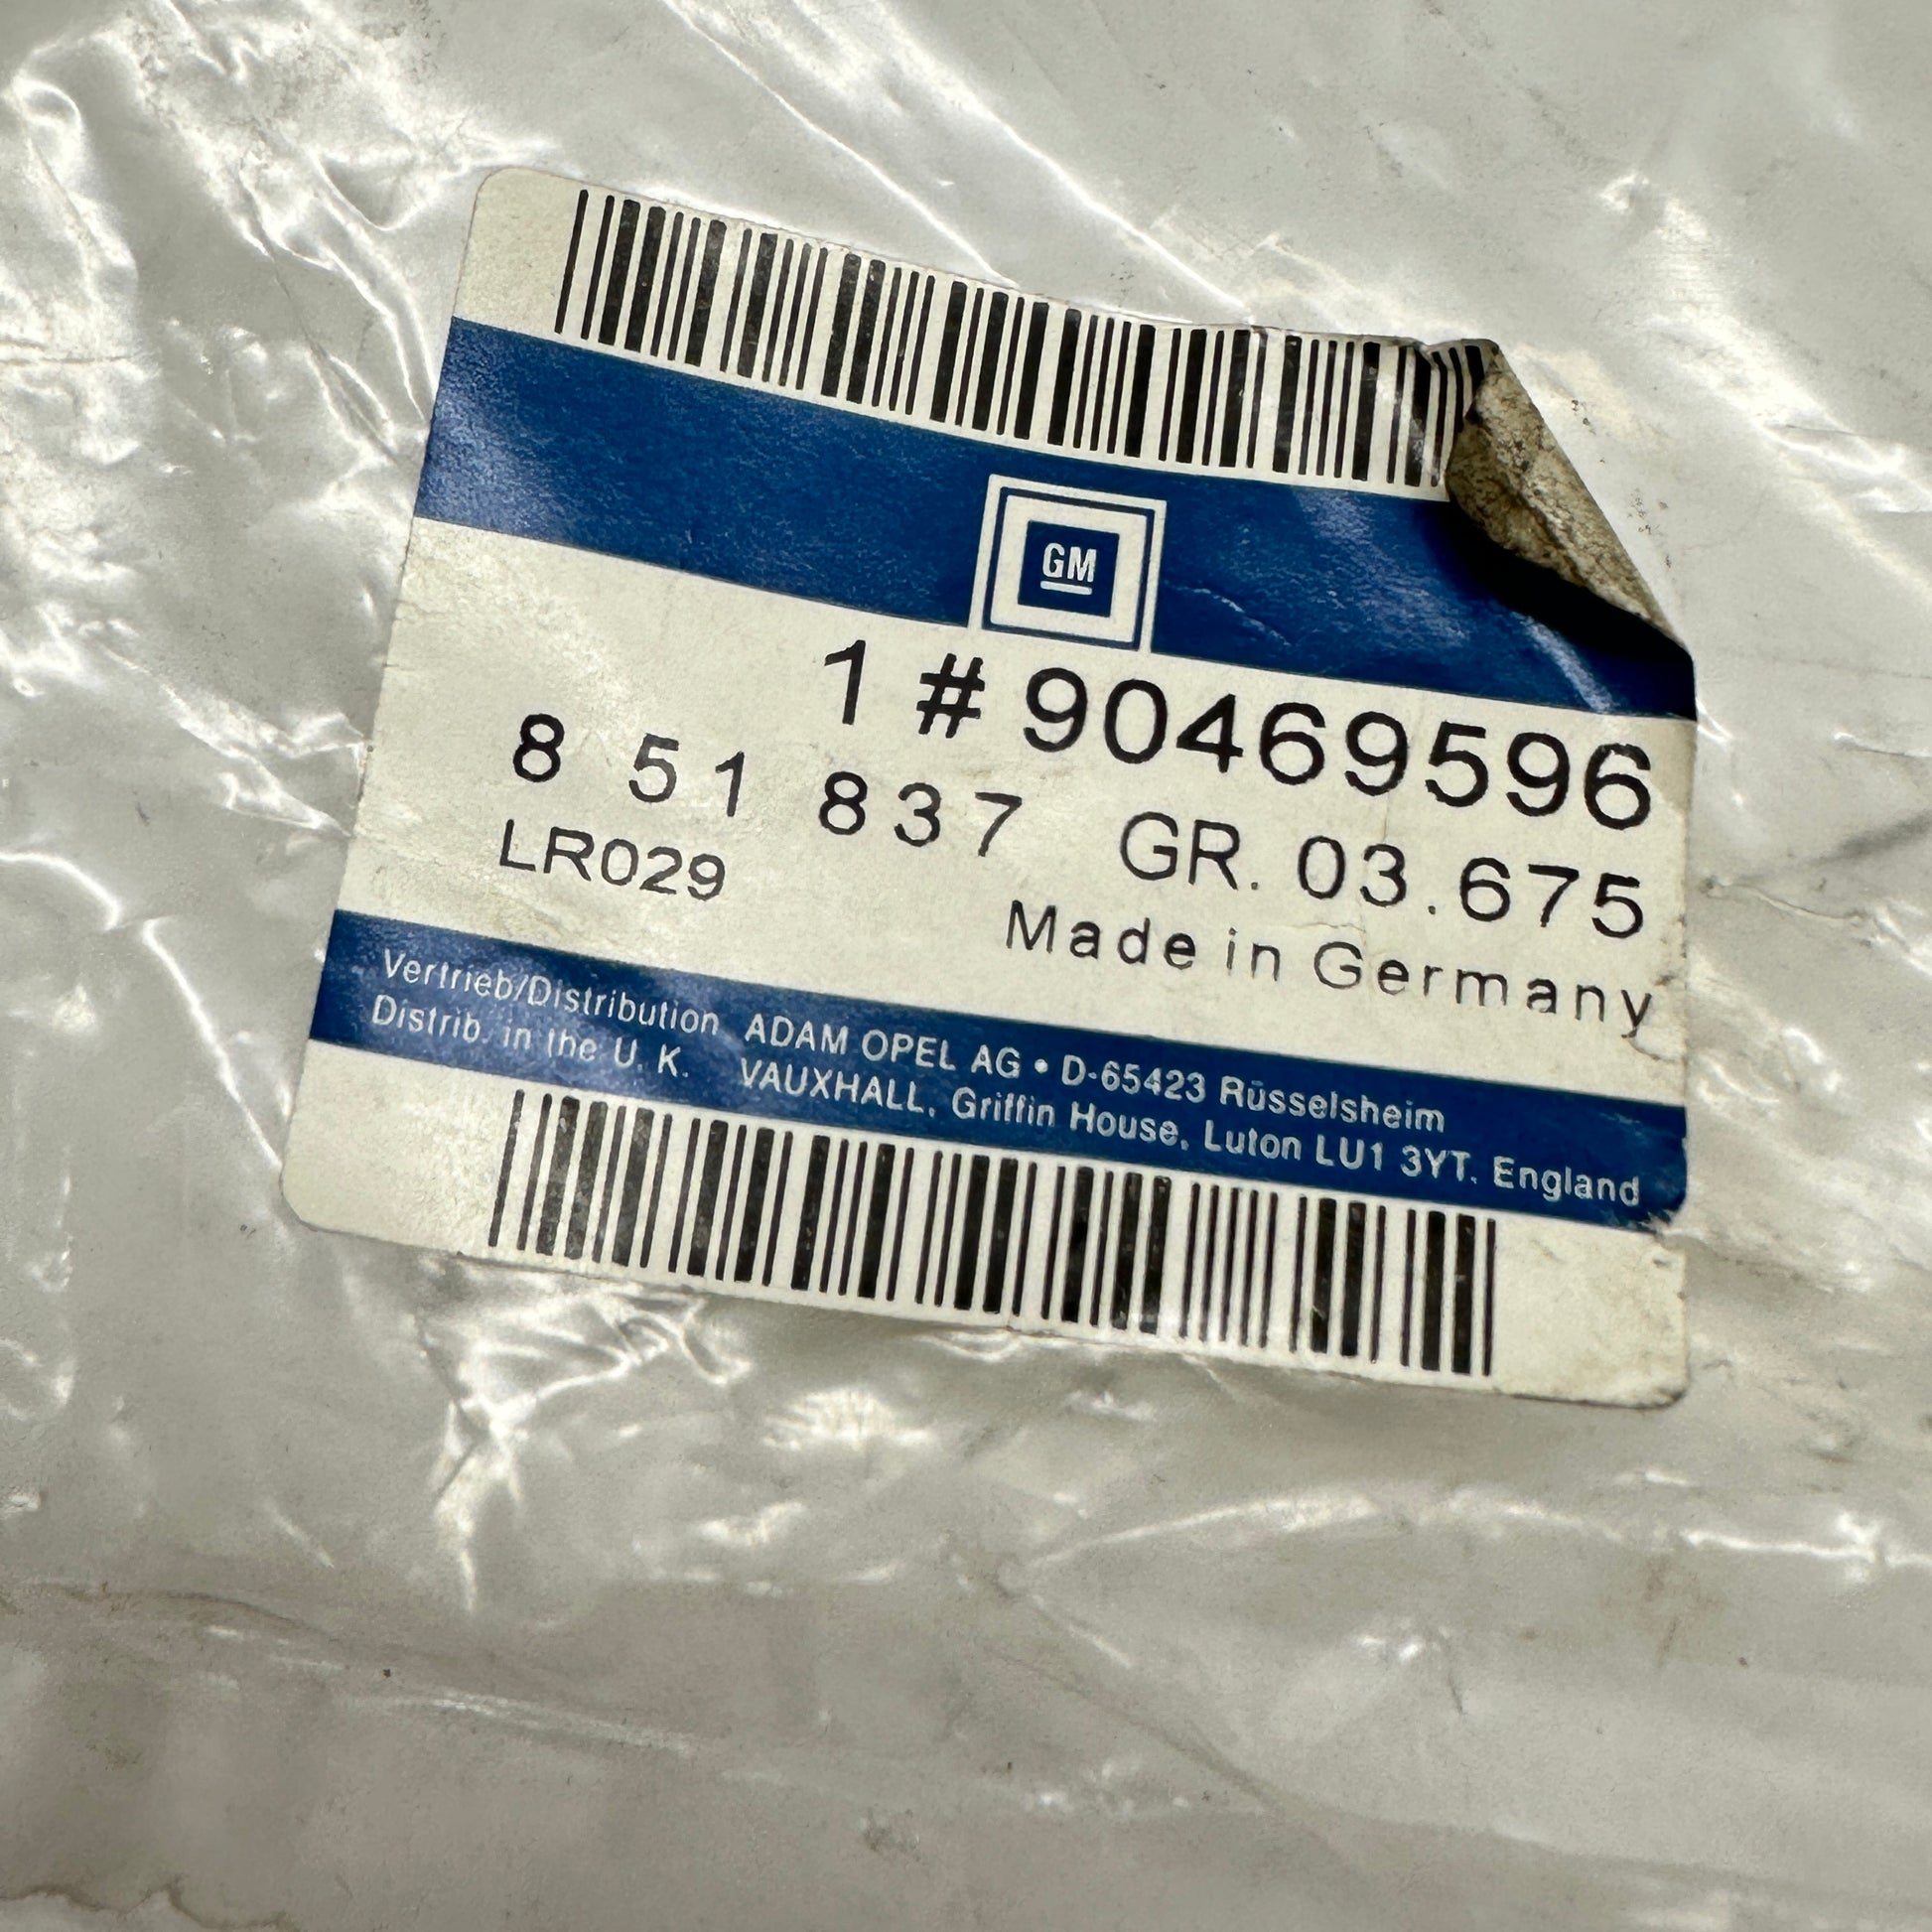 GM
1 # 90469596
8 51 837 GR. 03.675
LR029
Made in Germany
Vertrieb/Distribution ADAM OPEL AG • D-65423 Rüsselsheim
Distrib. in the U. K. VAUXHALL, Griffin House, Luton LU1 3YT, England